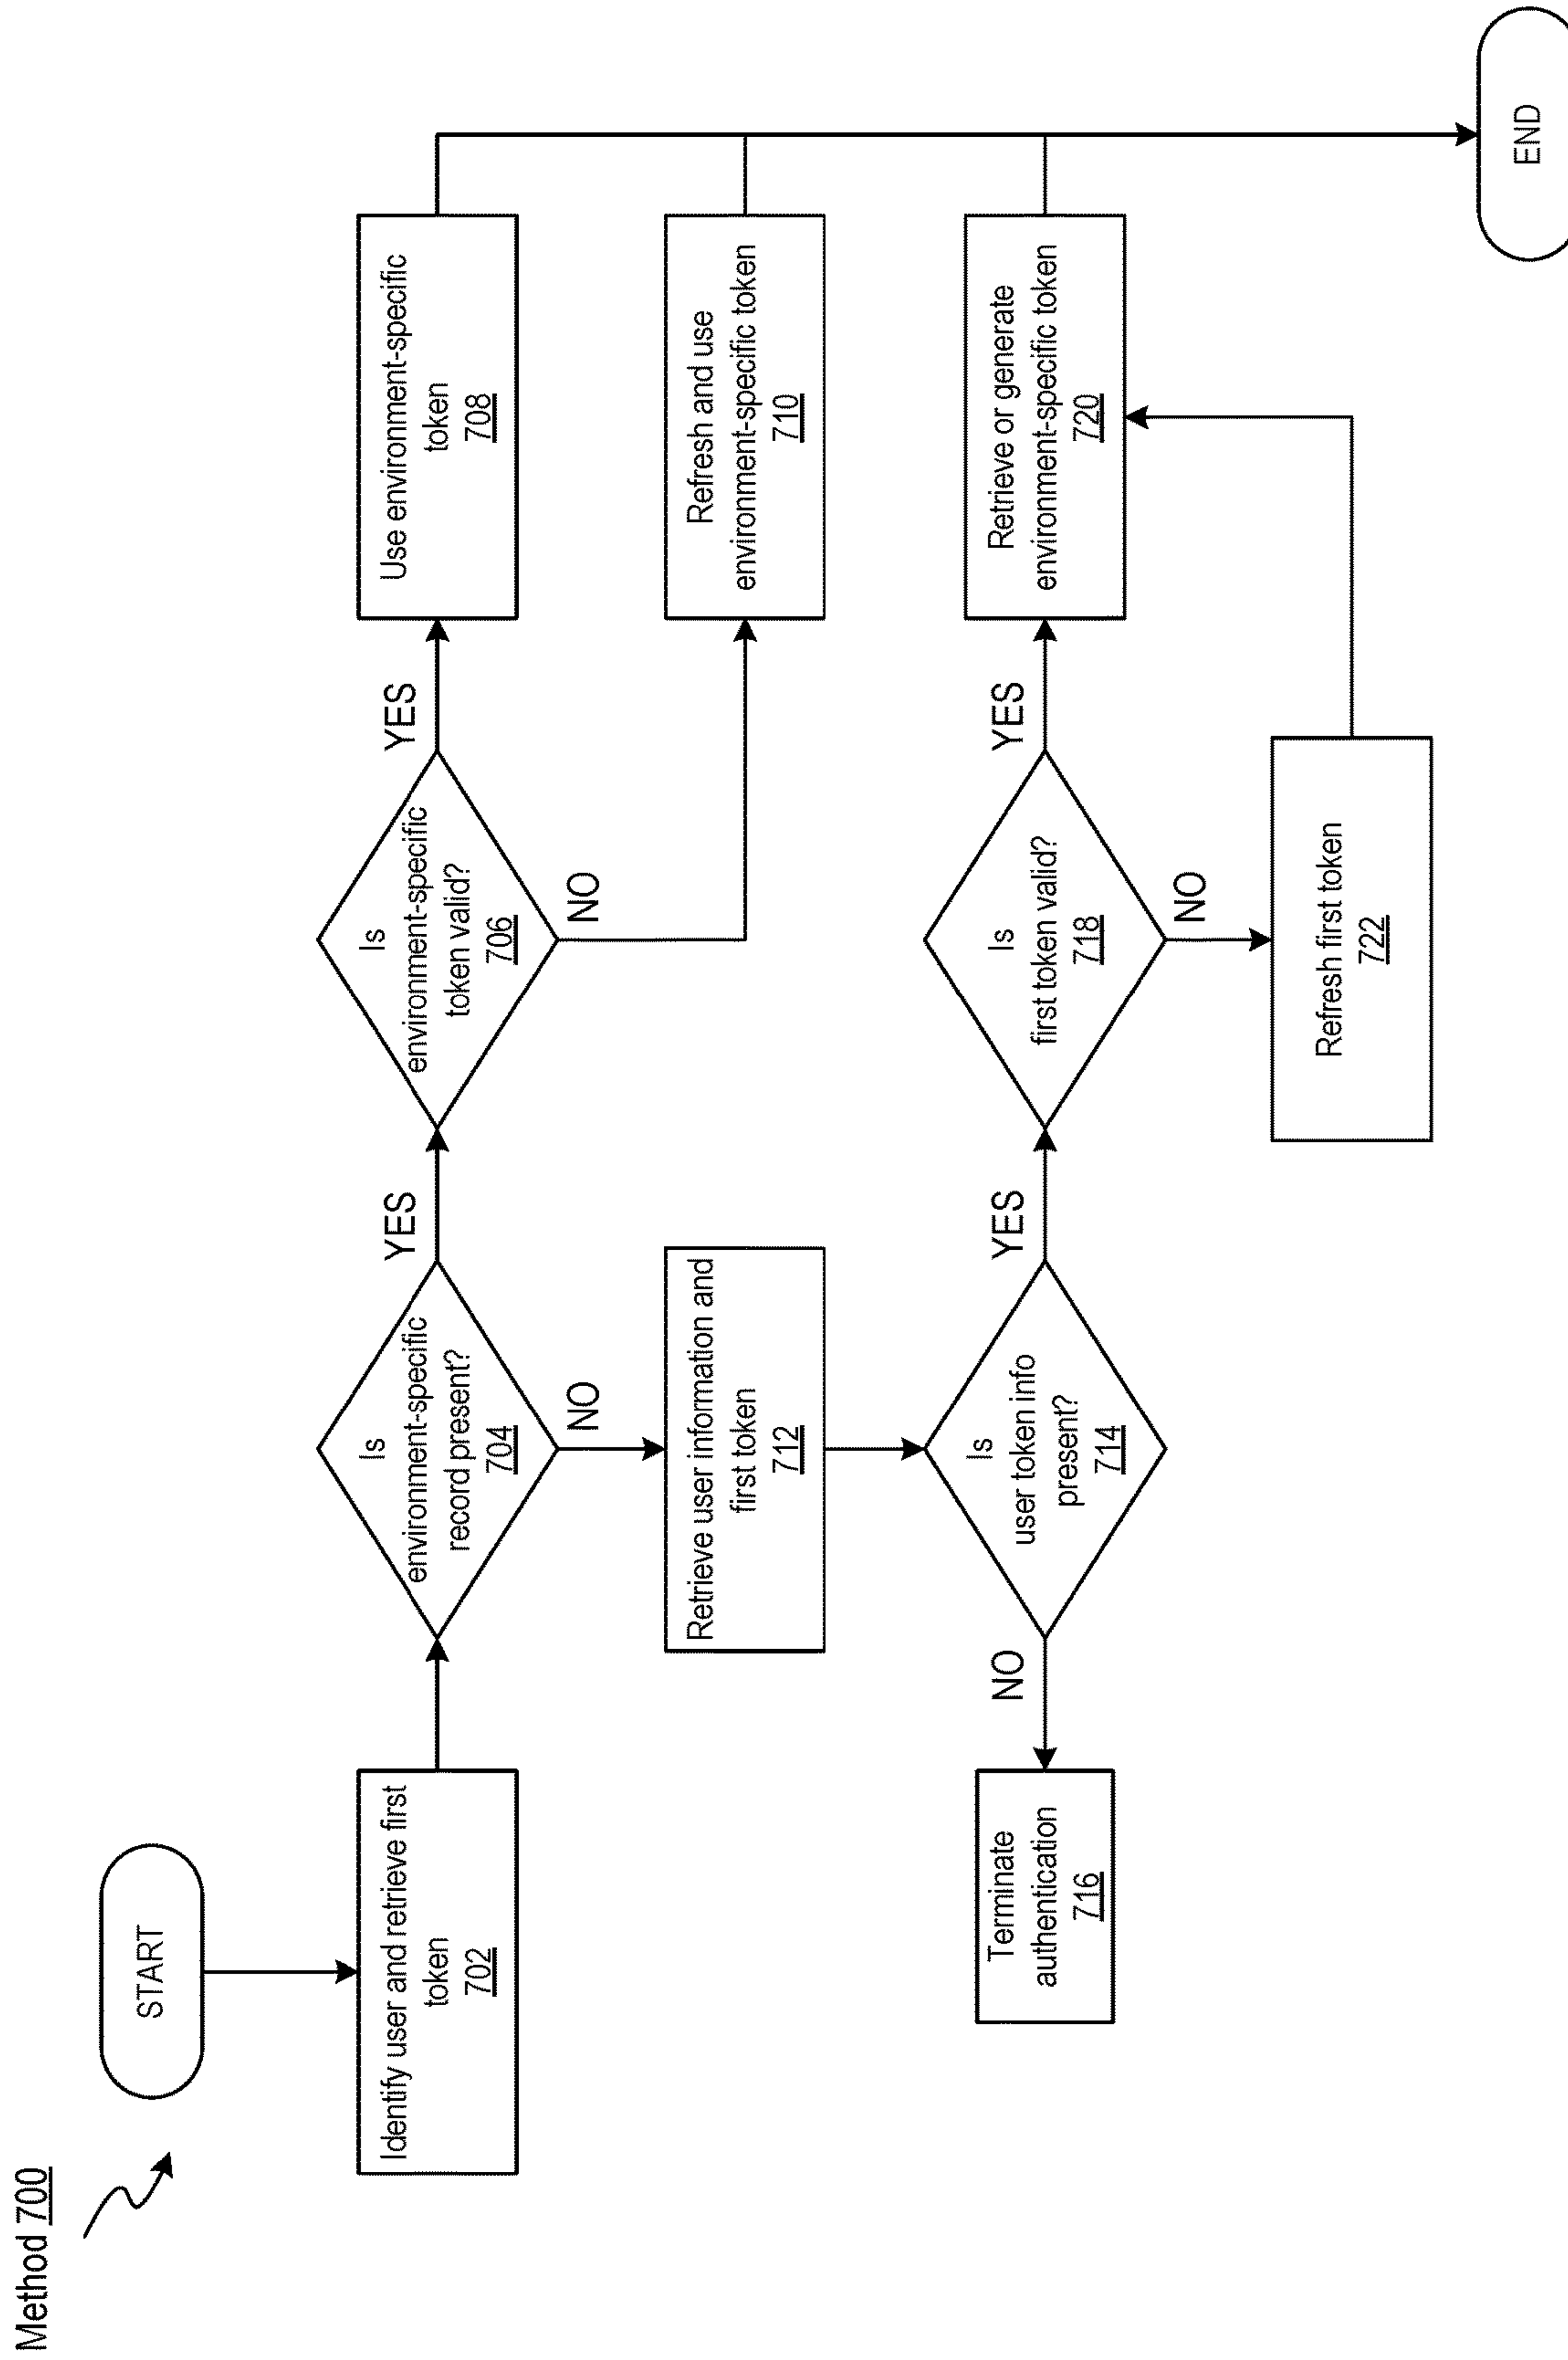 Method 700
START
Identify user and retrieve first
token
702
Is
environment-specific
record present?
704
YES
NO
Is
environment-specific
token valid?
706
YES
NO
Use environment-specific
token
708
Refresh and use
environment-specific token
710
Retrieve user information and
first token
712
Is
user token info
present?
714
NO
YES
Terminate
authentication
716
Is
first token valid?
718
YES
NO
Retrieve or generate
environment-specific token
720
Refresh first token
722
END